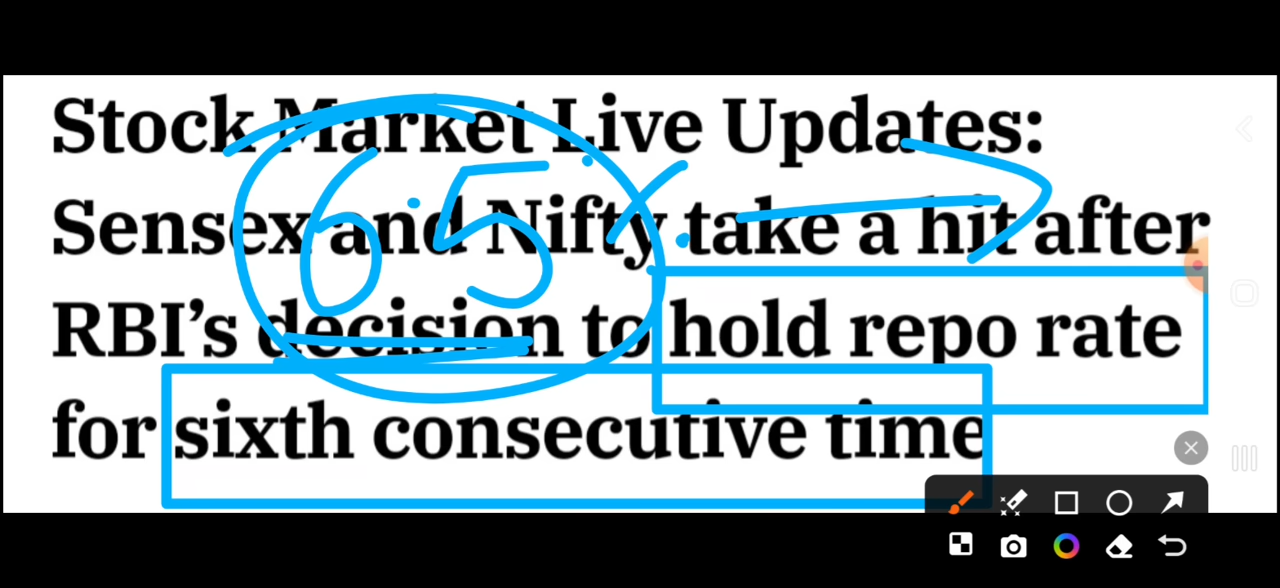 Stock Market Live Updates:
Sensex and Nifty take a hit after
RBI’s decision to hold repo rate
for sixth consecutive time
6.5%